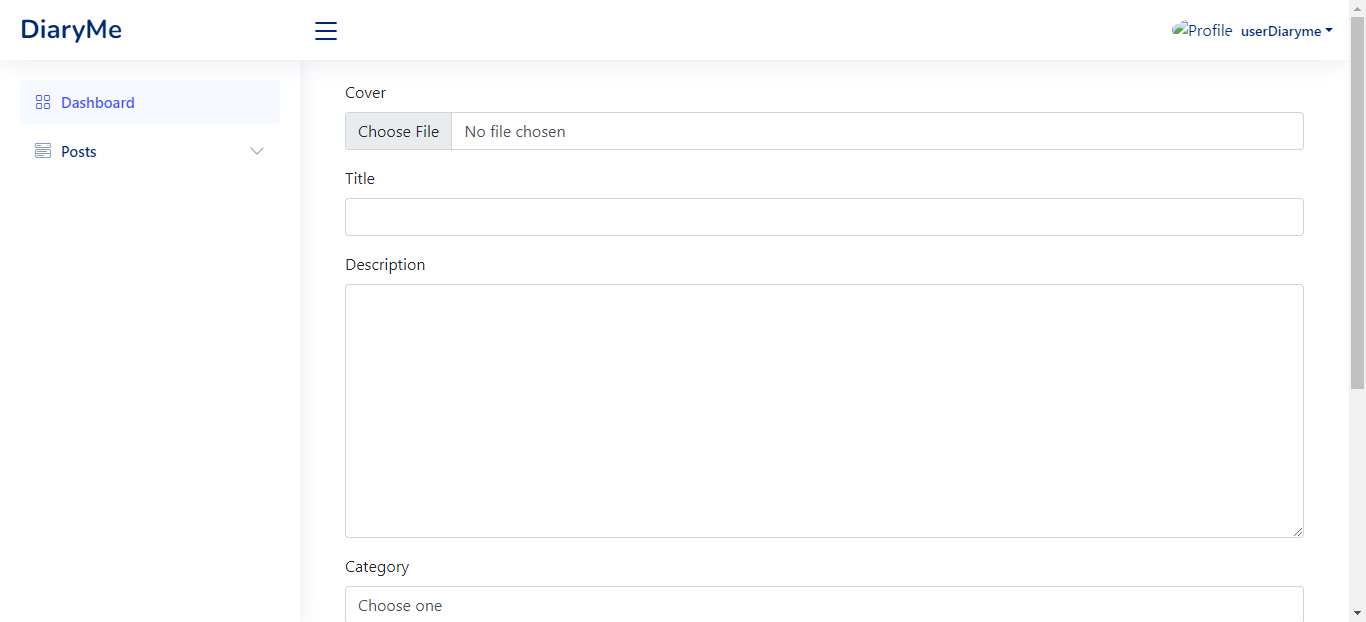 DiaryMe
Profile userDiaryme
Dashboard
Posts
Cover
Choose File No file chosen
Title
Description
Category
Choose one